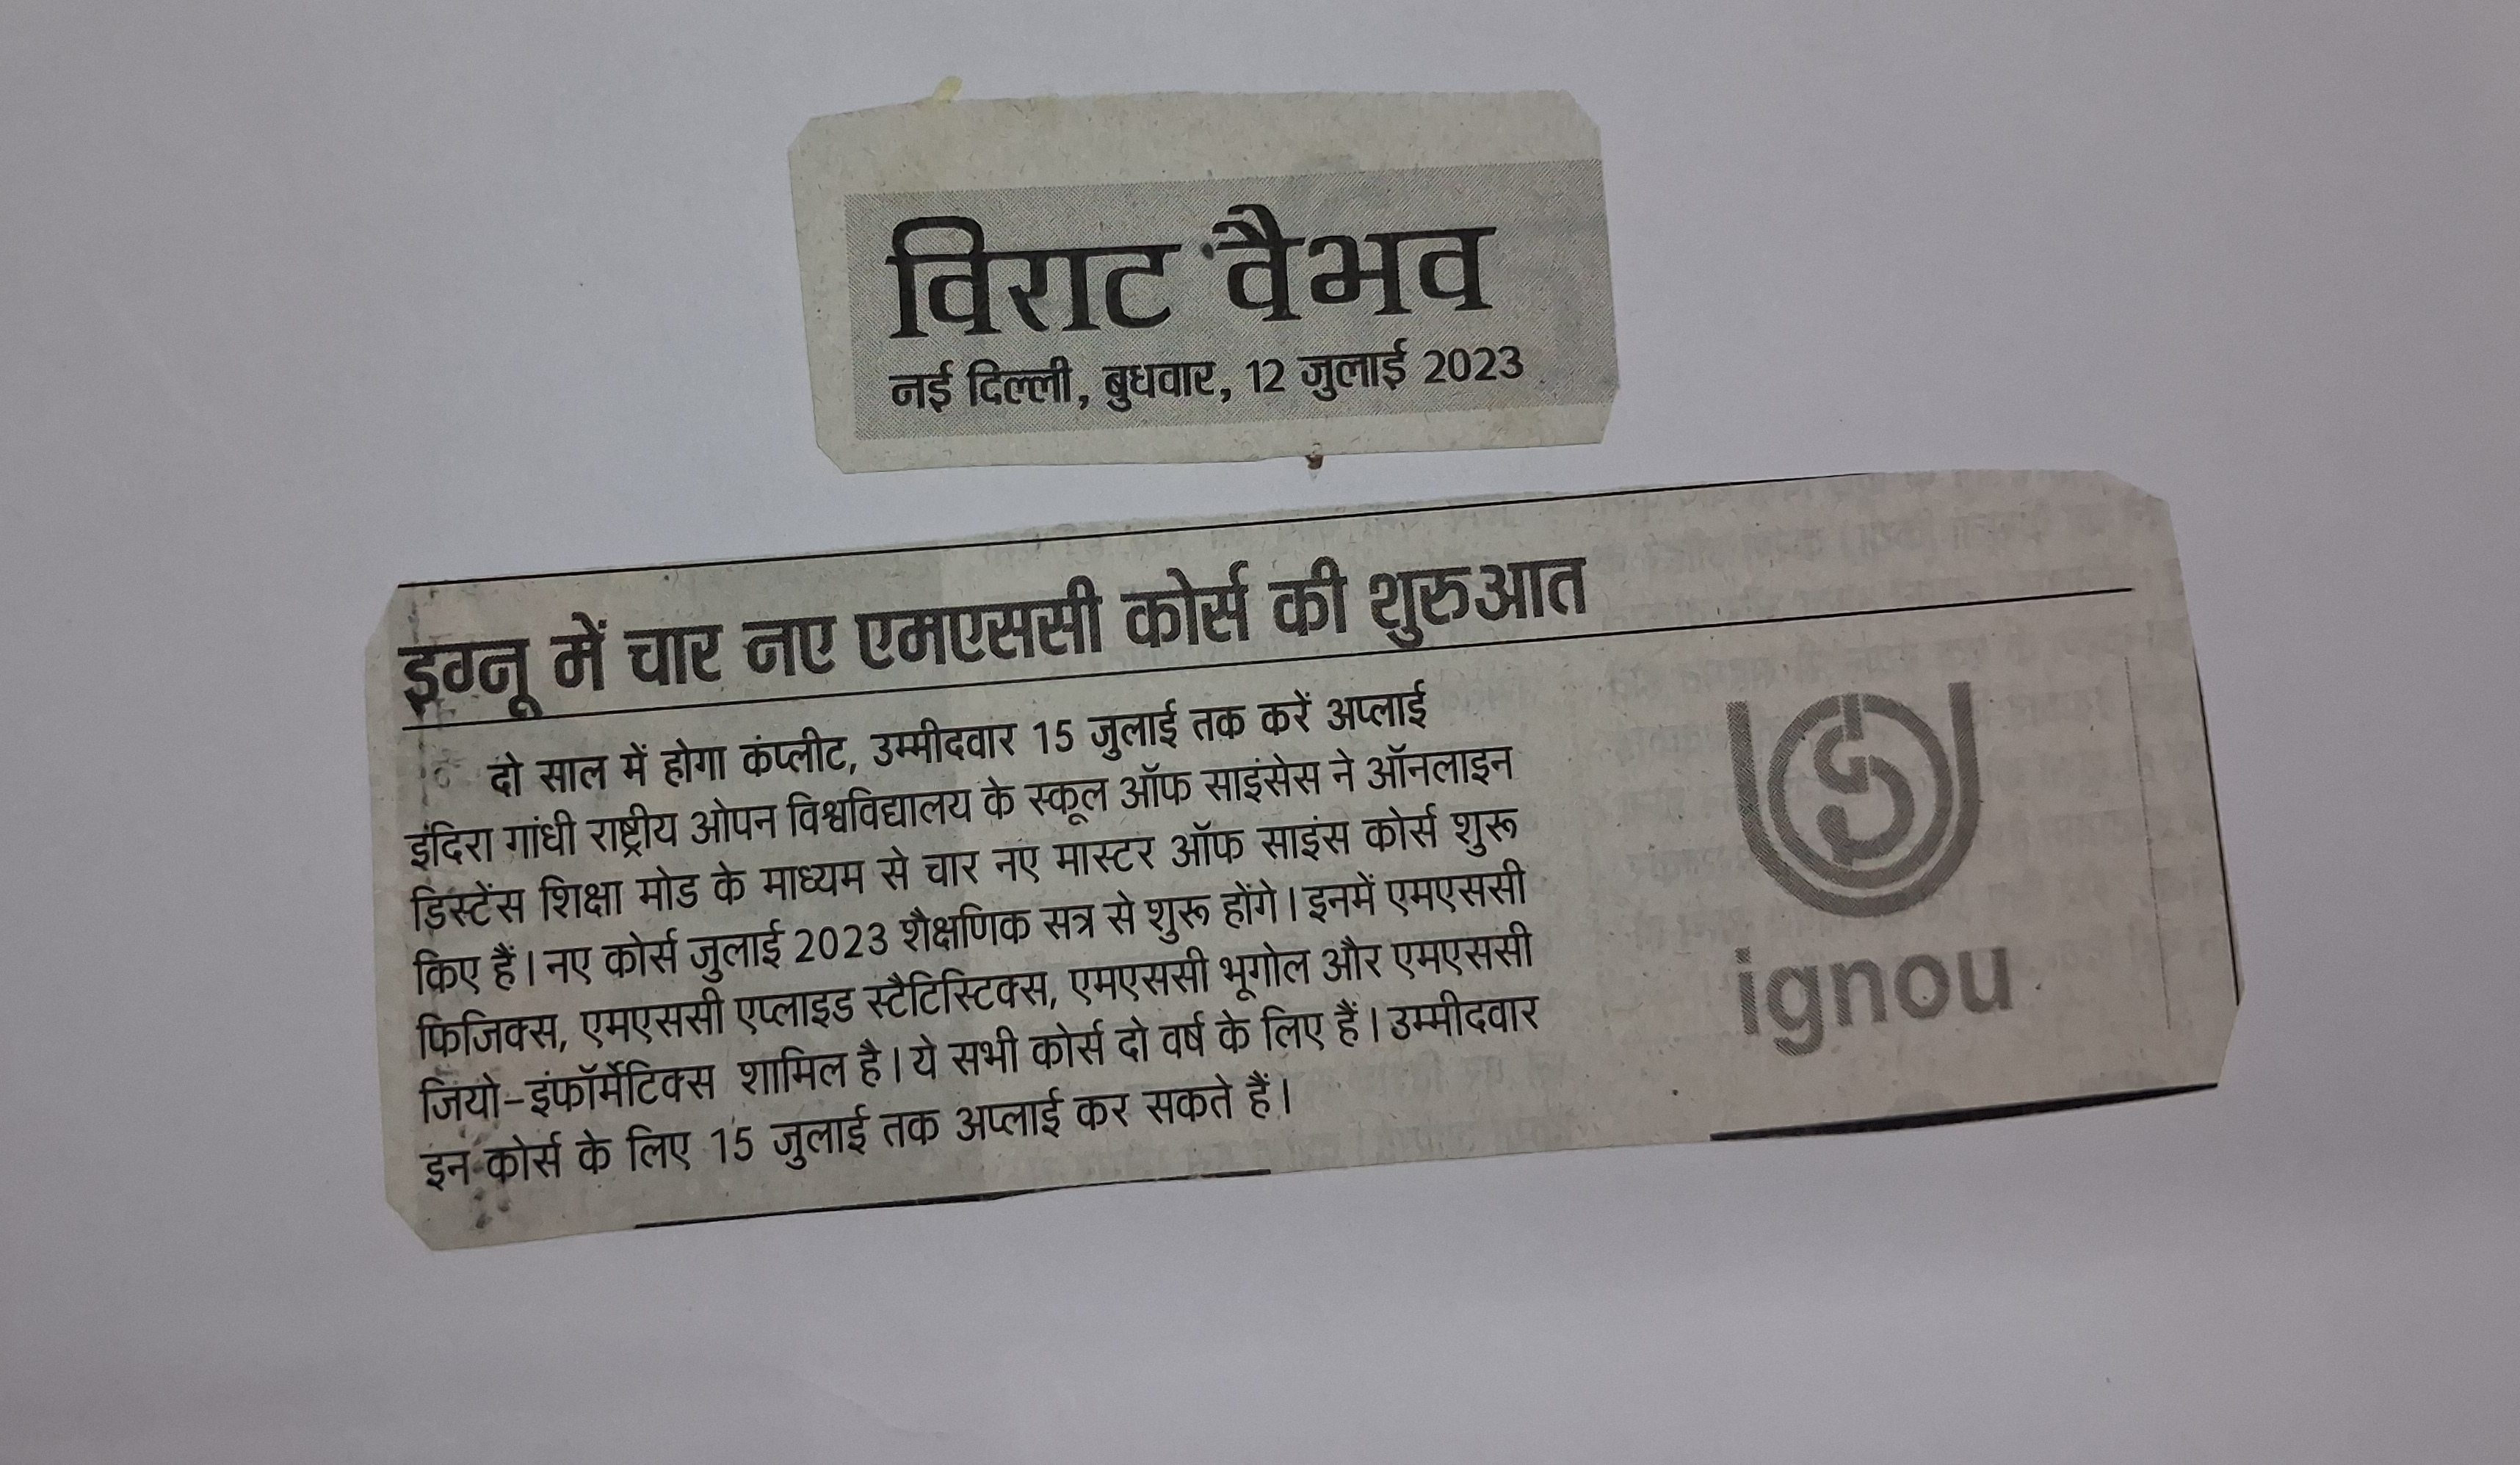 विराट वैभव
नई दिल्ली, बुधवार, 12 जुलाई 2023
इग्नू में चार नए एमएससी कोर्स की शुरुआत
दो साल में होगा कंप्लीट, उम्मीदवार 15 जुलाई तक करें अप्लाई
इंदिरा गांधी राष्ट्रीय ओपन विश्वविद्यालय के स्कूल ऑफ साइंसेस ने ऑनलाइन
डिस्टेंस शिक्षा मोड के माध्यम से चार नए मास्टर ऑफ साइंस कोर्स शुरू
किए हैं। नए कोर्स जुलाई 2023 शैक्षणिक सत्र से शुरू होंगे। इनमें एमएससी
फिजिक्स, एमएससी एप्लाइड स्टैटिस्टिक्स, एमएससी भूगोल और एमएससी
जियो-इंफॉर्मेटिक्स शामिल है। ये सभी कोर्स दो वर्ष के लिए हैं। उम्मीदवार
इन कोर्स के लिए 15 जुलाई तक अप्लाई कर सकते हैं।
ignou